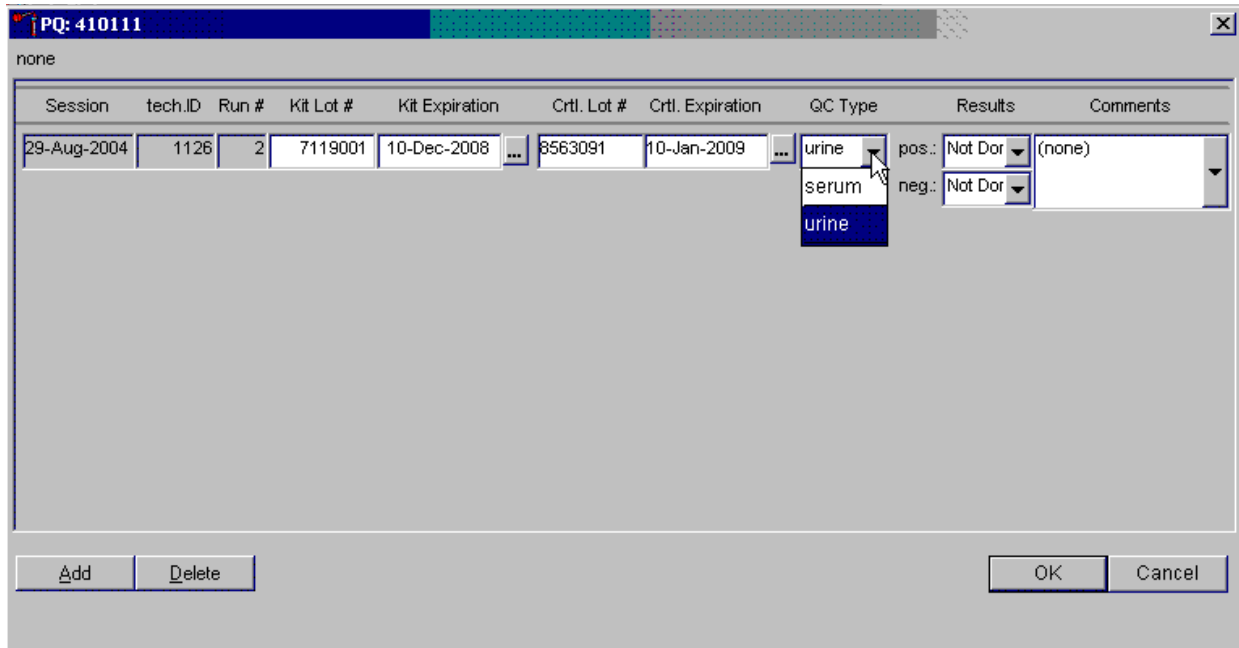 PQ: 410111
none
Session tech.ID Run # Kit Lot # Kit Expiration Crtl. Lot # Crtl. Expiration QC Type Results Comments
29-Aug-2004 1126 2 7119001 10-Dec-2008 ... 8563091 10-Jan-2009 ... urine pos.: Not Dor (none)
serum neg.: Not Dor
urine
Add Delete OK Cancel